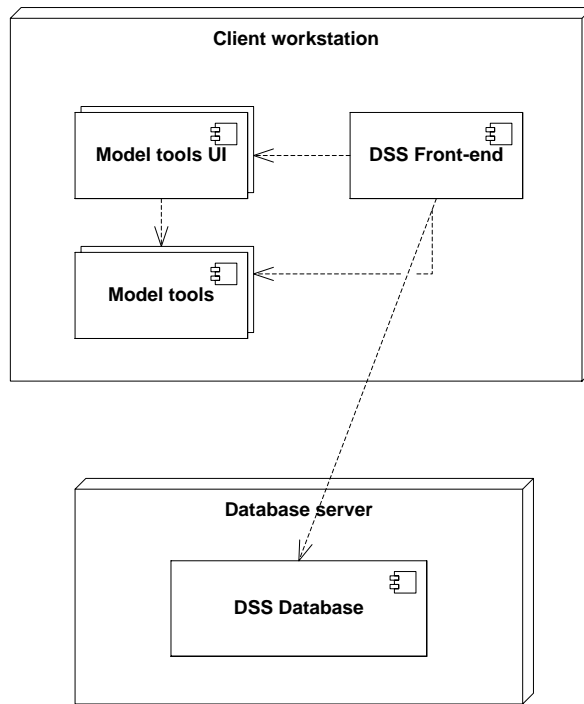 Client workstation
Model tools UI
DSS Front-end
Model tools
Database server
DSS Database